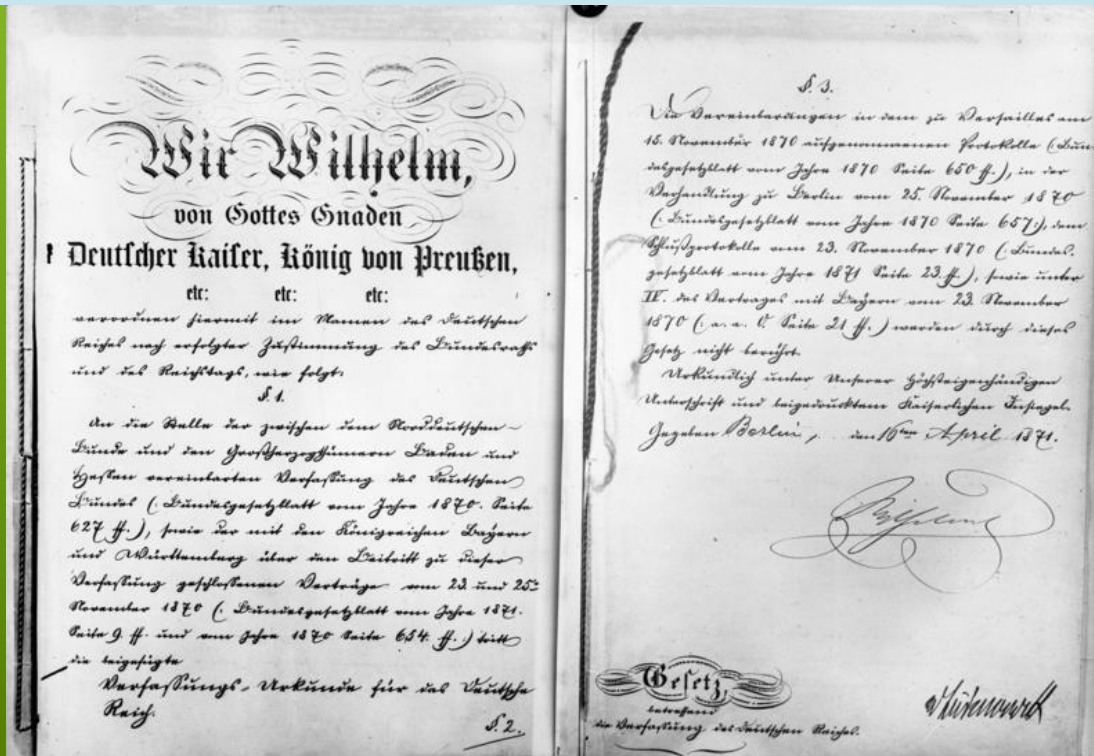 Wir Wilhelm,
von Gottes Gnaden
Deutscher Kaiser, König von Preußen,
etc: etc: etc:
verordnen hiermit im Namen des Deutschen
Reiches nach erfolgter Zustimmung des Bundesraths
und des Reichstags, wie folgt:
§. 1.
An die Stelle der zwischen dem Norddeutschen
Bunde und den Großherzogthümern Baden und
Hessen vereinbarten Verfassung des Deutschen
Bundes (: Bundesgesetzblatt vom Jahre 1870. Seite
627 ff.), sowie der mit den Königreichen Bayern
und Württemberg über den Beitritt zu dieser
Verfassung geschlossenen Verträge vom 23. und 25ten
November 1870 (: Bundesgesetzblatt vom Jahre 1871.
Seite 9. ff. und vom Jahre 1870 Seite 654. ff.:) tritt
die beigefügte
Verfassungs-Urkunde für das Deutsche
Reich.
§. 2.
§. 3.
Die Vereinbarungen in dem zu Versailles am
15. November 1870 aufgenommenen Protokolle (: Bun-
desgesetzblatt vom Jahre 1870 Seite 650 ff.), in der
Verhandlung zu Berlin vom 25. November 1870
(: Bundesgesetzblatt vom Jahre 1870 Seite 657:), dem
Schlußprotokolle vom 23. November 1870 (: Bundes-
gesetzblatt vom Jahre 1871 Seite 23. ff.), sowie unter
IV. des Vertrages mit Bayern vom 23. November
1870 (: a. a. O. Seite 21 ff.) werden durch dieses
Gesetz nicht berührt.
Urkundlich unter Unserer Höchsteigenhändigen
Unterschrift und beigedrucktem Kaiserlichen Insiegel.
Gegeben Berlin, den 16ten April 1871.
Wilhelm
Gesetz,
betreffend
die Verfassung des Deutschen Reiches.